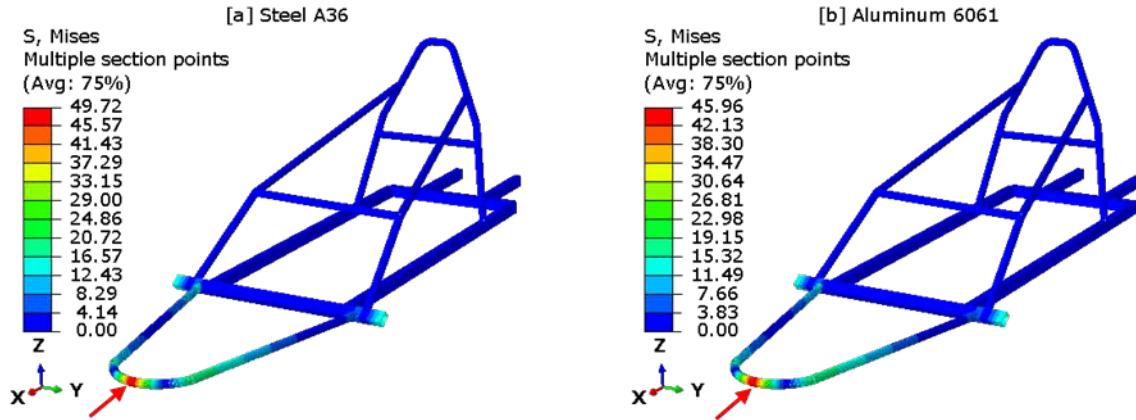 [a] Steel A36
S, Mises
Multiple section points
(Avg: 75%)
49.72
45.57
41.43
37.29
33.15
29.00
24.86
20.72
16.57
12.43
8.29
4.14
0.00
Z
X
Y
[b] Aluminum 6061
S, Mises
Multiple section points
(Avg: 75%)
45.96
42.13
38.30
34.47
30.64
26.81
22.98
19.15
15.32
11.49
7.66
3.83
0.00
Z
X
Y